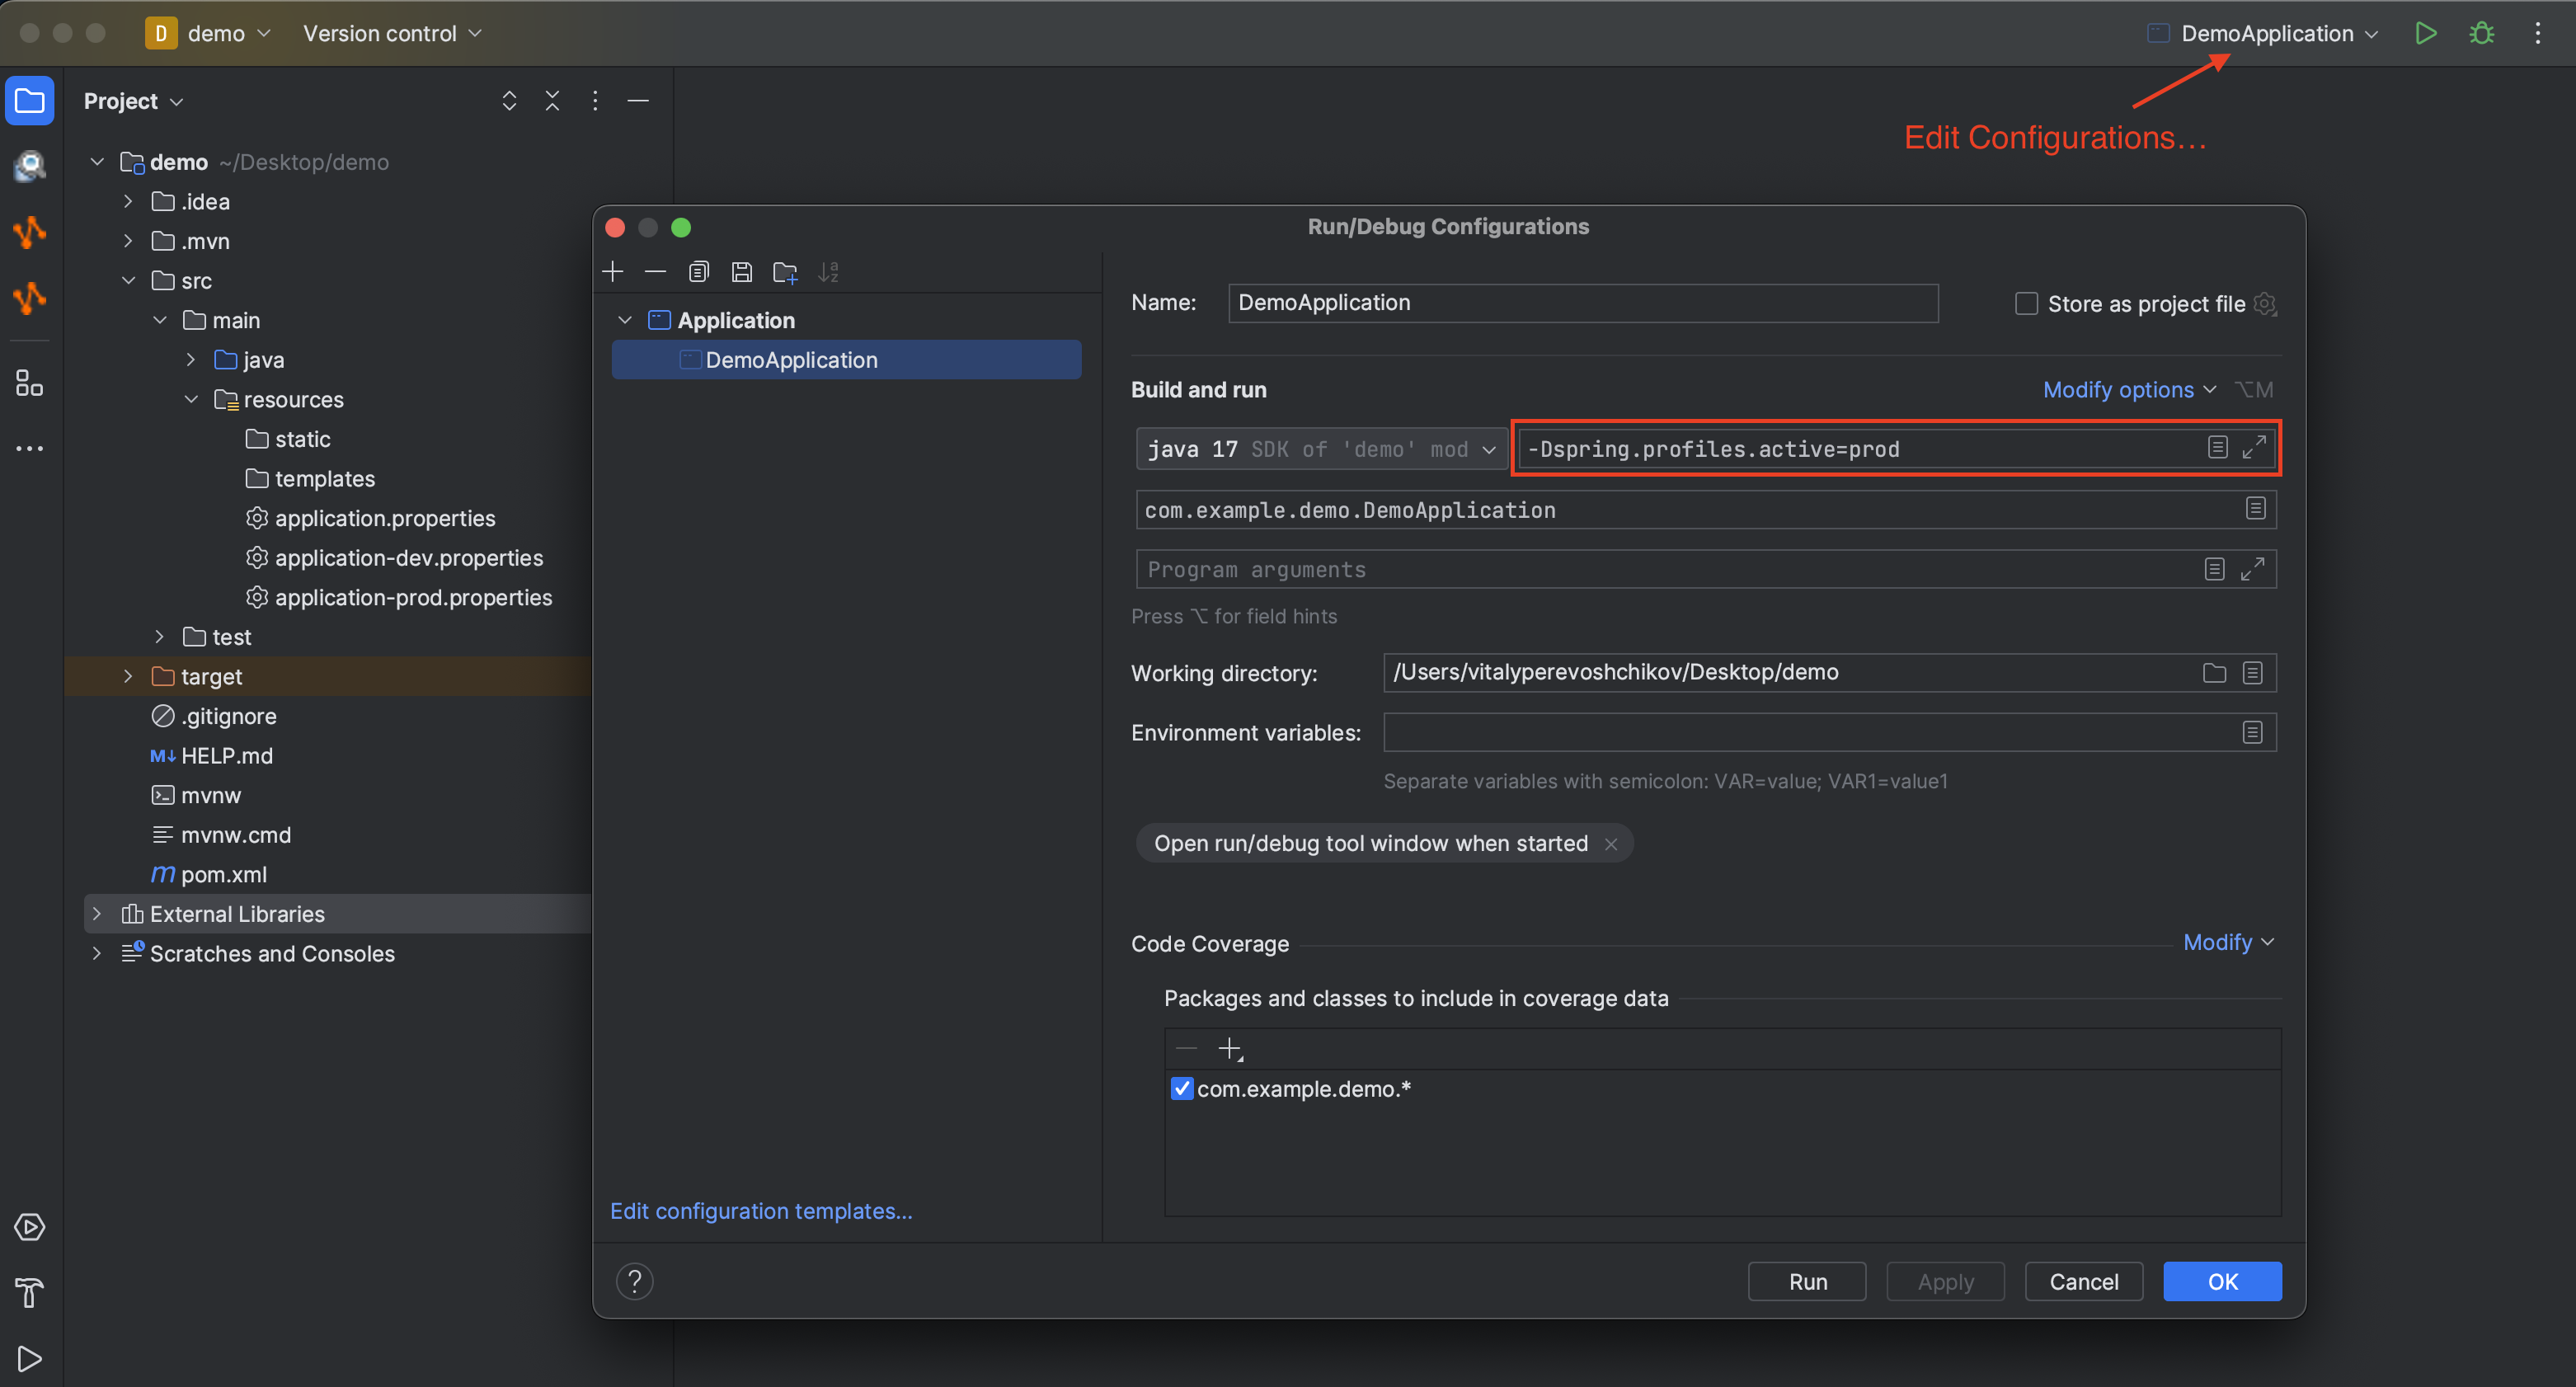 D demo Version control DemoApplication
Edit Configurations...
Project
demo ~/Desktop/demo
.idea
.mvn
src
main
java
resources
static
templates
application.properties
application-dev.properties
application-prod.properties
test
target
.gitignore
M↓ HELP.md
mvnw
mvnw.cmd
m pom.xml
External Libraries
Scratches and Consoles
Run/Debug Configurations
Application
DemoApplication
Edit configuration templates...
Name: DemoApplication Store as project file
Build and run Modify options ⌥M
java 17 SDK of 'demo' mod -Dspring.profiles.active=prod
com.example.demo.DemoApplication
Program arguments
Press ⌥ for field hints
Working directory: /Users/vitalyperevoshchikov/Desktop/demo
Environment variables:
Separate variables with semicolon: VAR=value; VAR1=value1
Open run/debug tool window when started
Code Coverage Modify
Packages and classes to include in coverage data
com.example.demo.*
? Run Apply Cancel OK